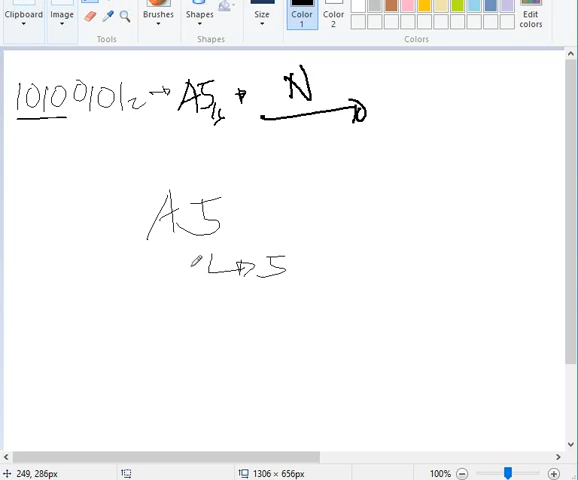 Clipboard Image Brushes Shapes Size Color 1 Color 2 Edit colors
Tools Shapes Colors
10100101₂ → A5₁₆ → N
A5
↳ 5
249, 286px 1306 × 656px 100%